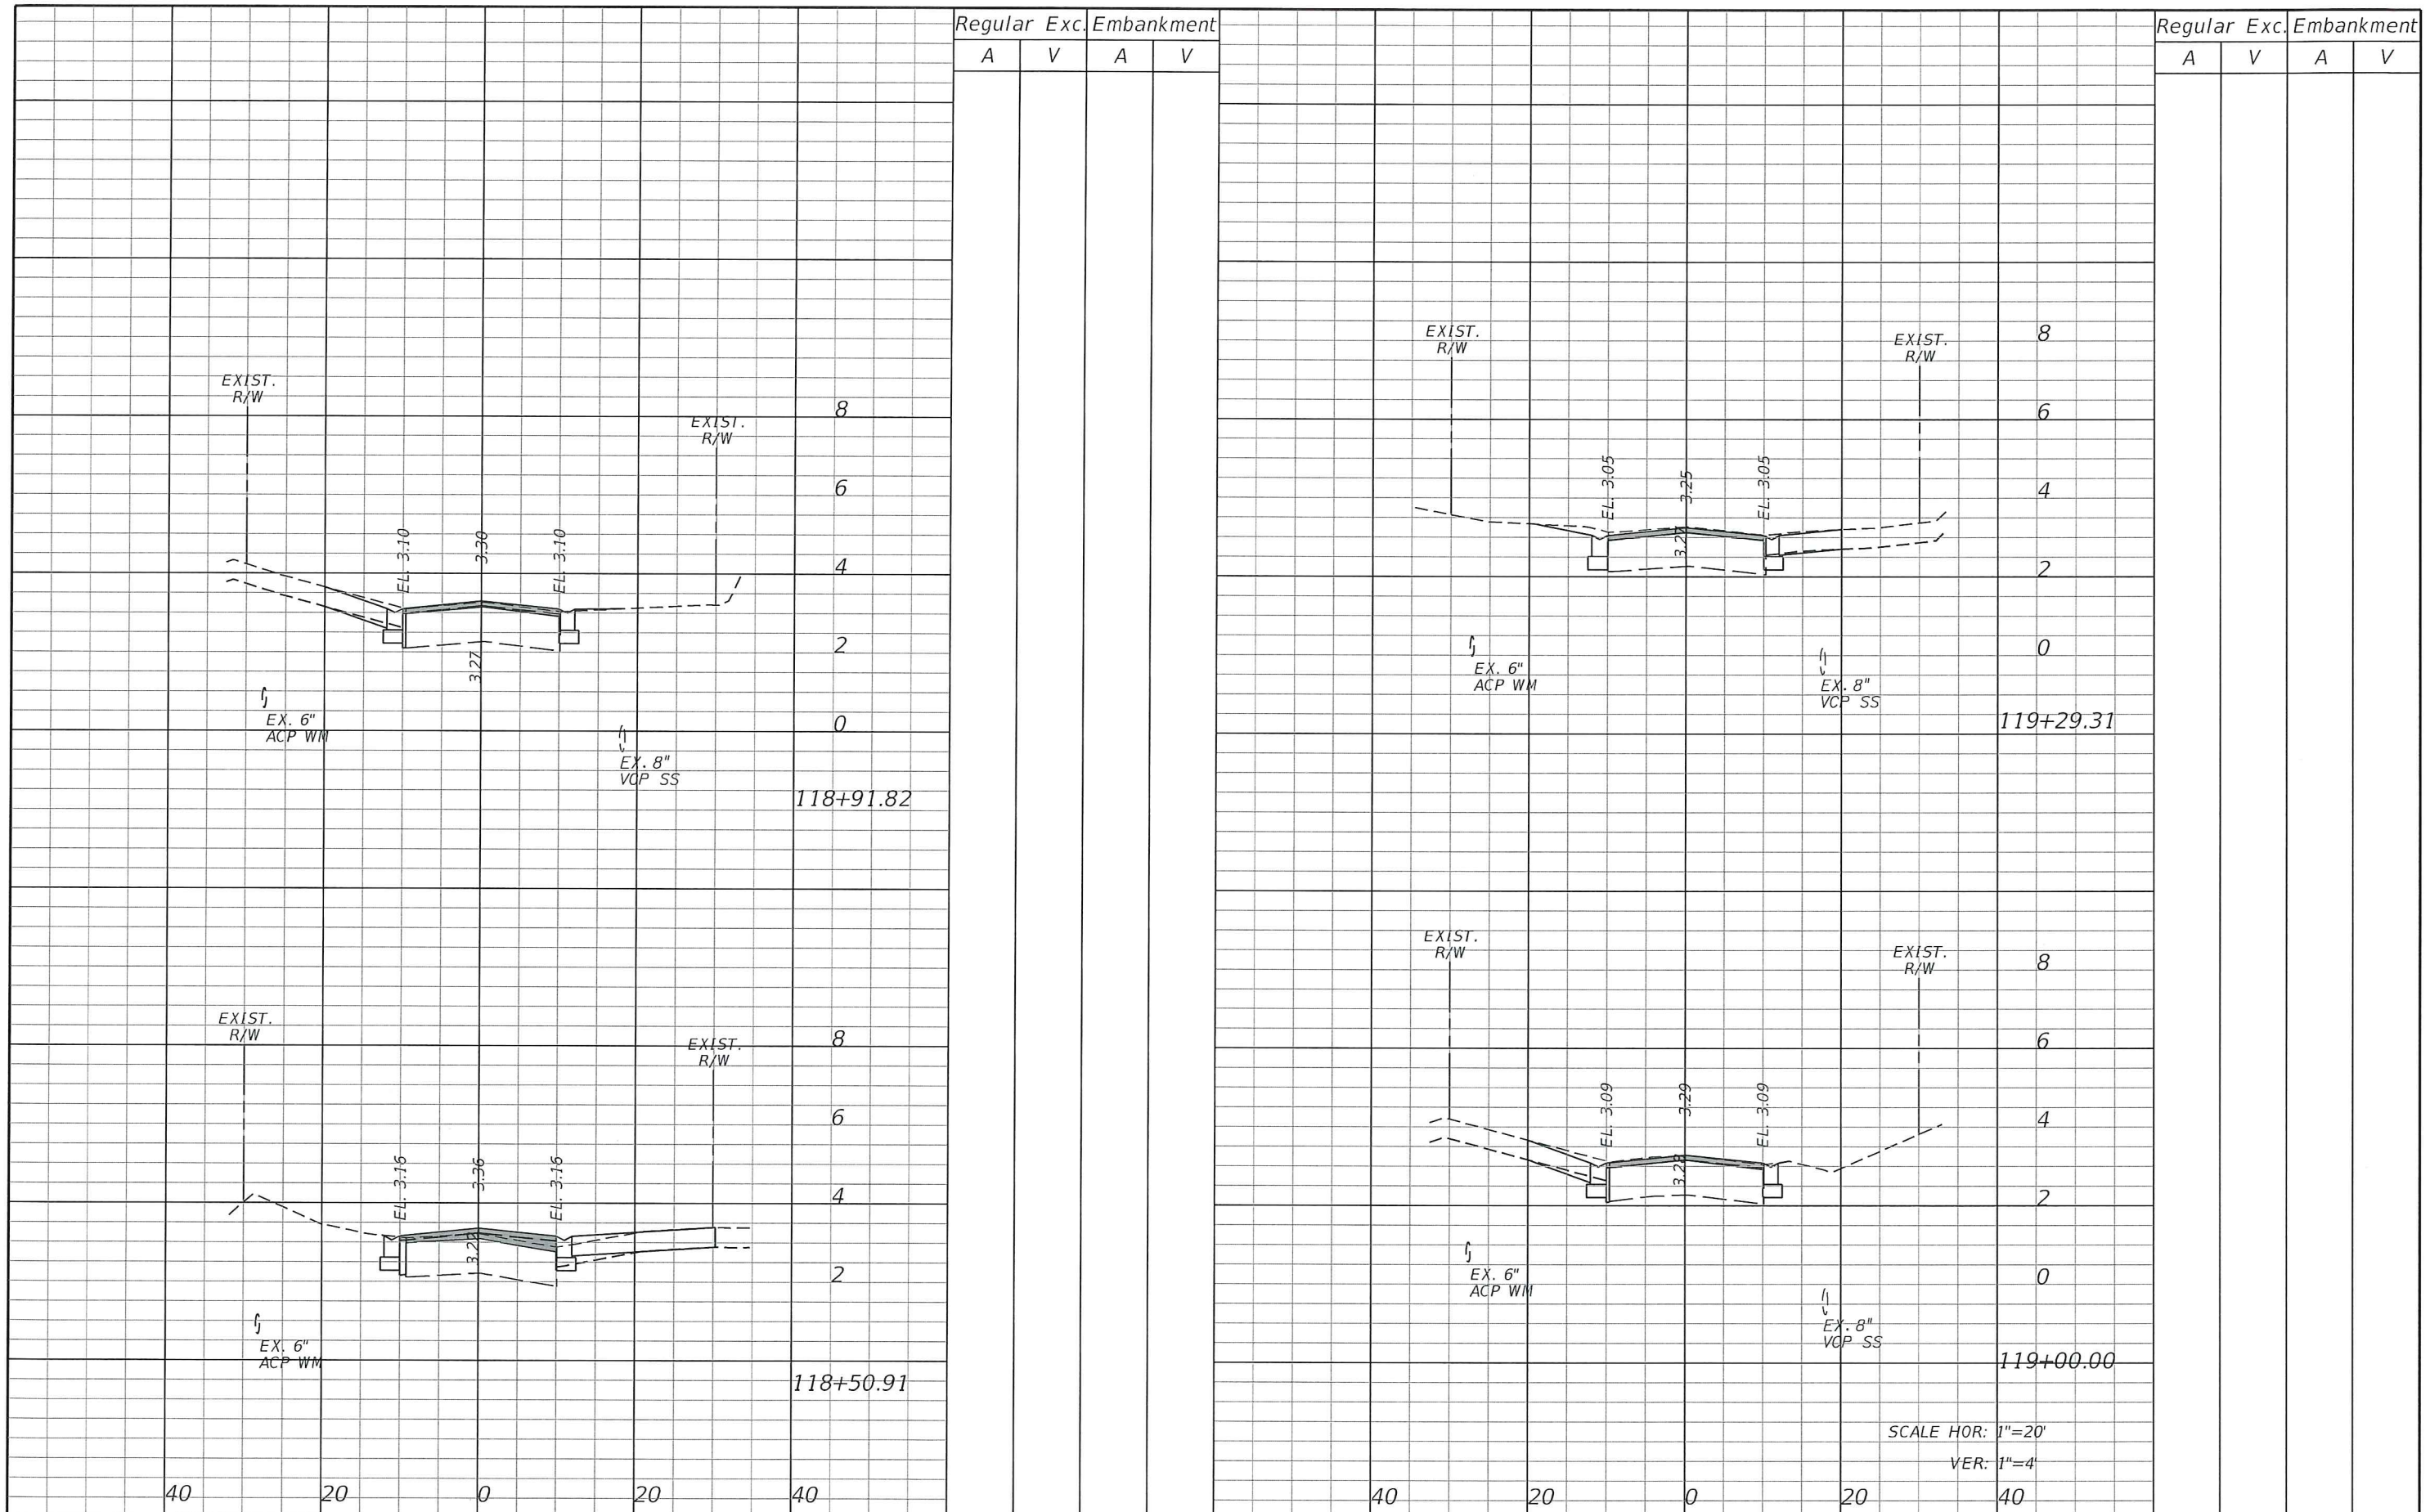 Regular Exc. Embankment
A V A V
EXIST.
R/W
EXIST.
R/W
8
6
EL. 3.10
3.30
EL. 3.10
4
2
3.27
EX. 6"
ACP WM
0
EX. 8"
VCP SS
118+91.82
EXIST.
R/W
EXIST.
R/W
8
6
EL. 3.16
3.36
EL. 3.16
4
2
EX. 6"
ACP WM
118+50.91
40 20 0 20 40
Regular Exc. Embankment
A V A V
EXIST.
R/W
EXIST.
R/W
8
6
EL. 3.05
3.25
EL. 3.05
4
2
0
EX. 6"
ACP WM
EX. 8"
VCP SS
119+29.31
EXIST.
R/W
EXIST.
R/W
8
6
EL. 3.09
3.29
EL. 3.09
4
2
EX. 6"
ACP WM
0
EX. 8"
VCP SS
119+00.00
SCALE HOR: 1"=20'
VER: 1"=4'
40 20 0 20 40